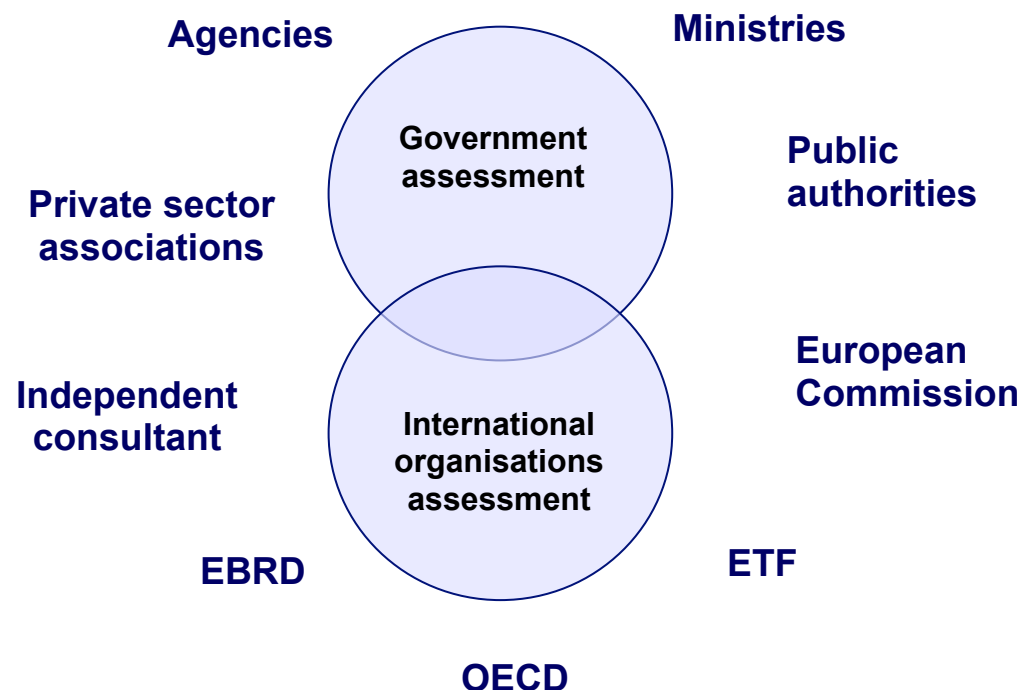 Agencies
Ministries
Government
assessment
Public
authorities
Private sector
associations
European
Commission
Independent
consultant
International
organisations
assessment
EBRD
ETF
OECD